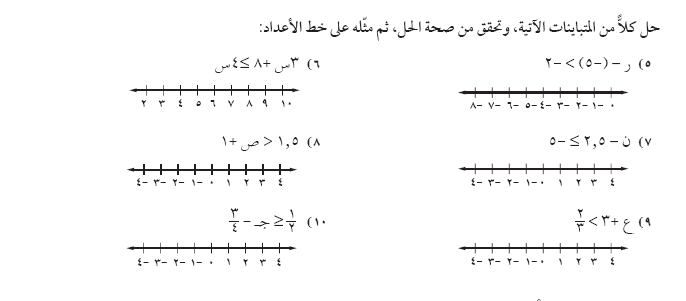 حل كلاًّ من المتباينات الآتية، وتحقق من صحة الحل، ثم مثّله على خط الأعداد:
٥) ر – (–٥) > –٢
٦) ٣س + ٨ ≤ ٤س
٠ ١– ٢– ٣– ٤– ٥– ٦– ٧– ٨–
١٠ ٩ ٨ ٧ ٦ ٥ ٤ ٣ ٢
٧) ن – ٢,٥ ≤ –٥
٨) ١,٥ < ص + ١
٤ ٣ ٢ ١ ٠ ١– ٢– ٣– ٤–
٤ ٣ ٢ ١ ٠ ١– ٢– ٣– ٤–
٩) ع + ٣ > ٢/٣
١٠) ١/٢ ≥ جـ – ٣/٤
٤ ٣ ٢ ١ ٠ ١– ٢– ٣– ٤–
٤ ٣ ٢ ١ ٠ ١– ٢– ٣– ٤–